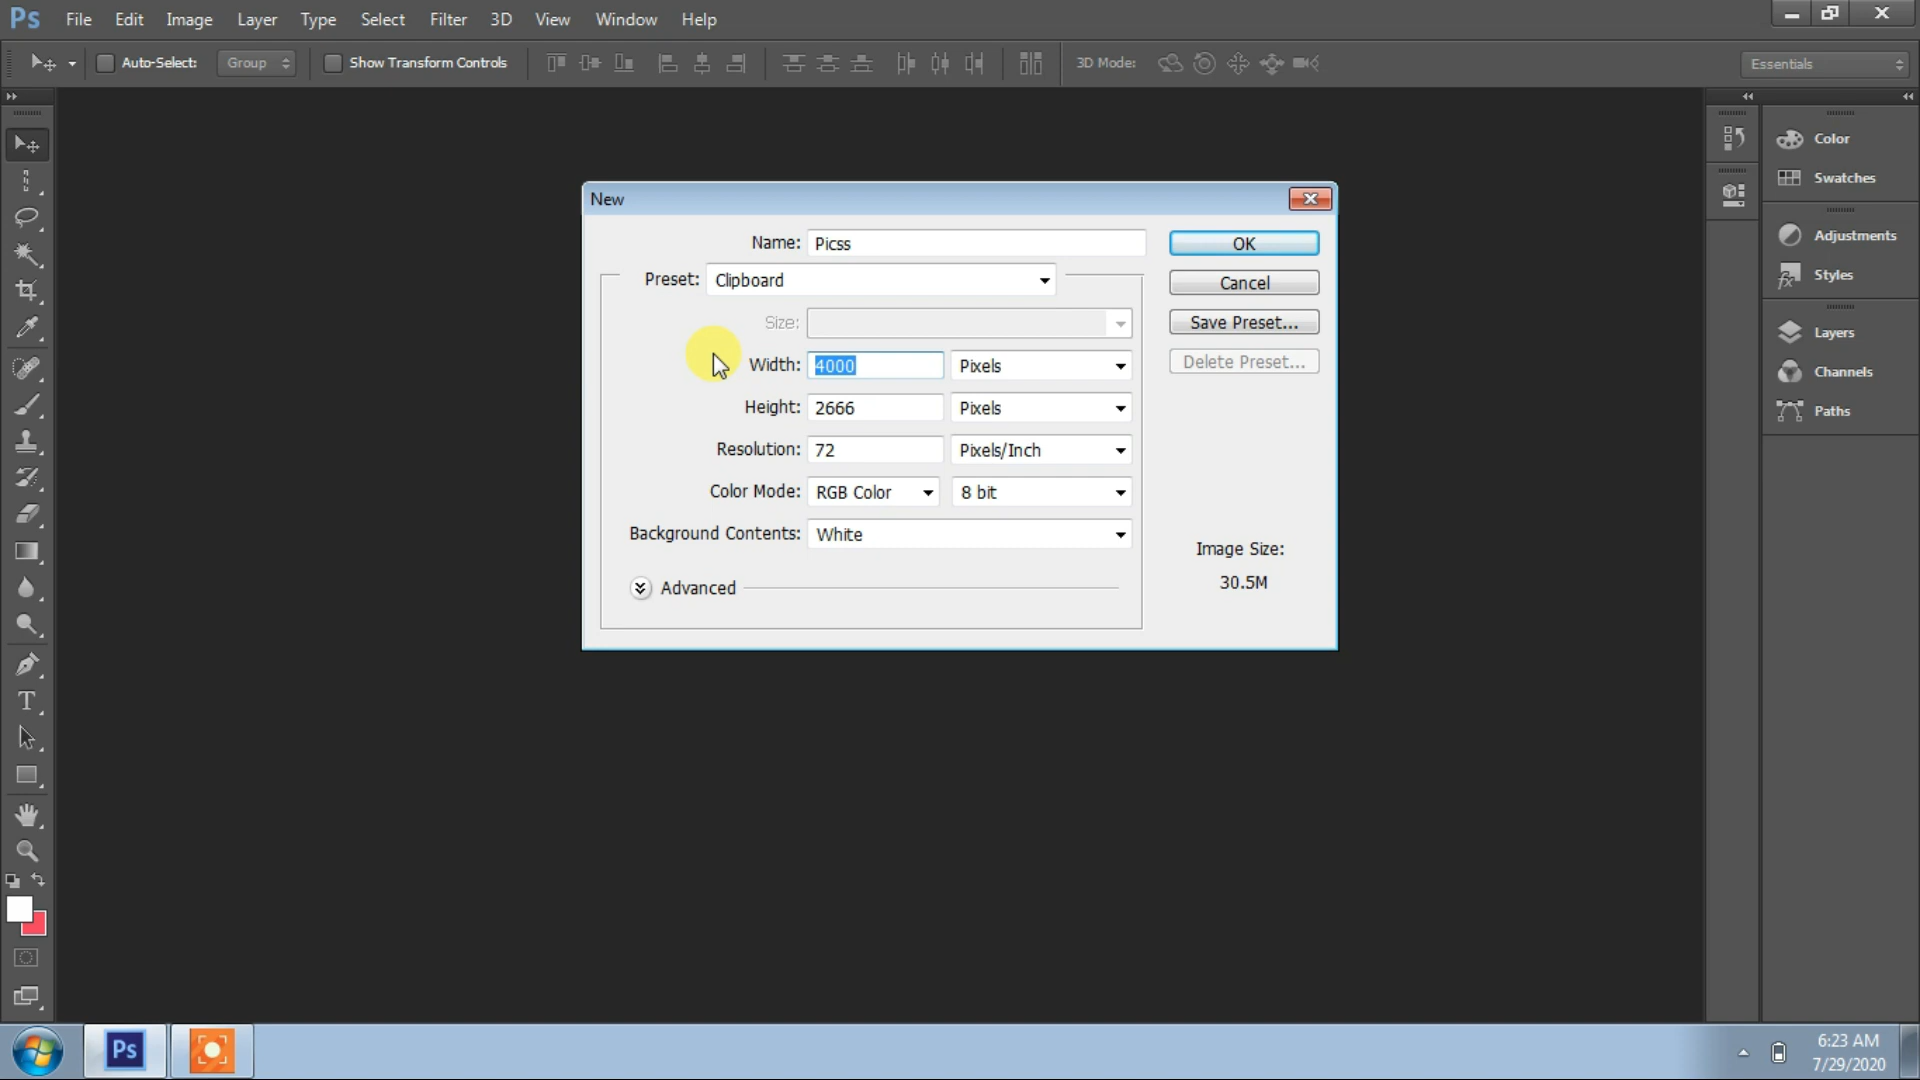 Ps File Edit Image Layer Type Select Filter 3D View Window Help
Auto-Select: Group Show Transform Controls 3D Mode: Essentials
Color
Swatches
Adjustments
Styles
Layers
Channels
Paths
New
Name: Picss
Preset: Clipboard
Size:
Width: 4000 Pixels
Height: 2666 Pixels
Resolution: 72 Pixels/Inch
Color Mode: RGB Color 8 bit
Background Contents: White
Advanced
OK
Cancel
Save Preset...
Delete Preset...
Image Size:
30.5M
T
Ps
6:23 AM
7/29/2020